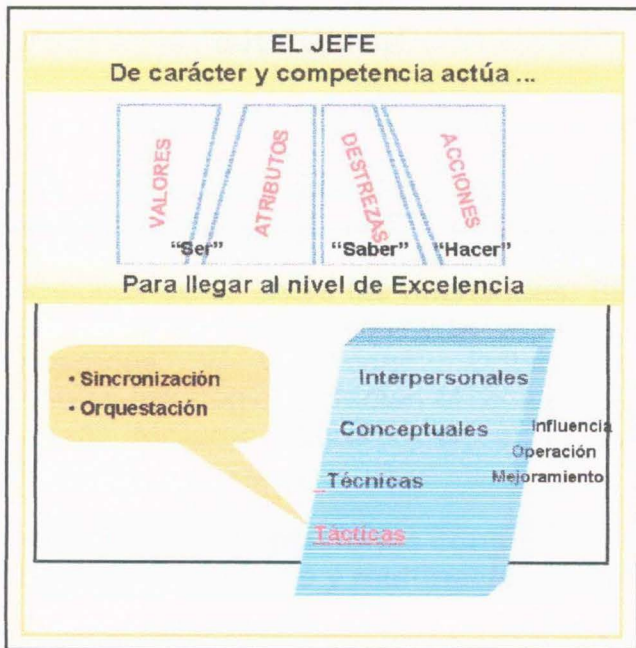 EL JEFE
De carácter y competencia actúa ...
VALORES
ATRIBUTOS
DESTREZAS
ACCIONES
“Ser”
“Saber”
“Hacer”
Para llegar al nivel de Excelencia
• Sincronización
• Orquestación
Interpersonales
Conceptuales
Técnicas
Tácticas
Influencia
Operación
Mejoramiento